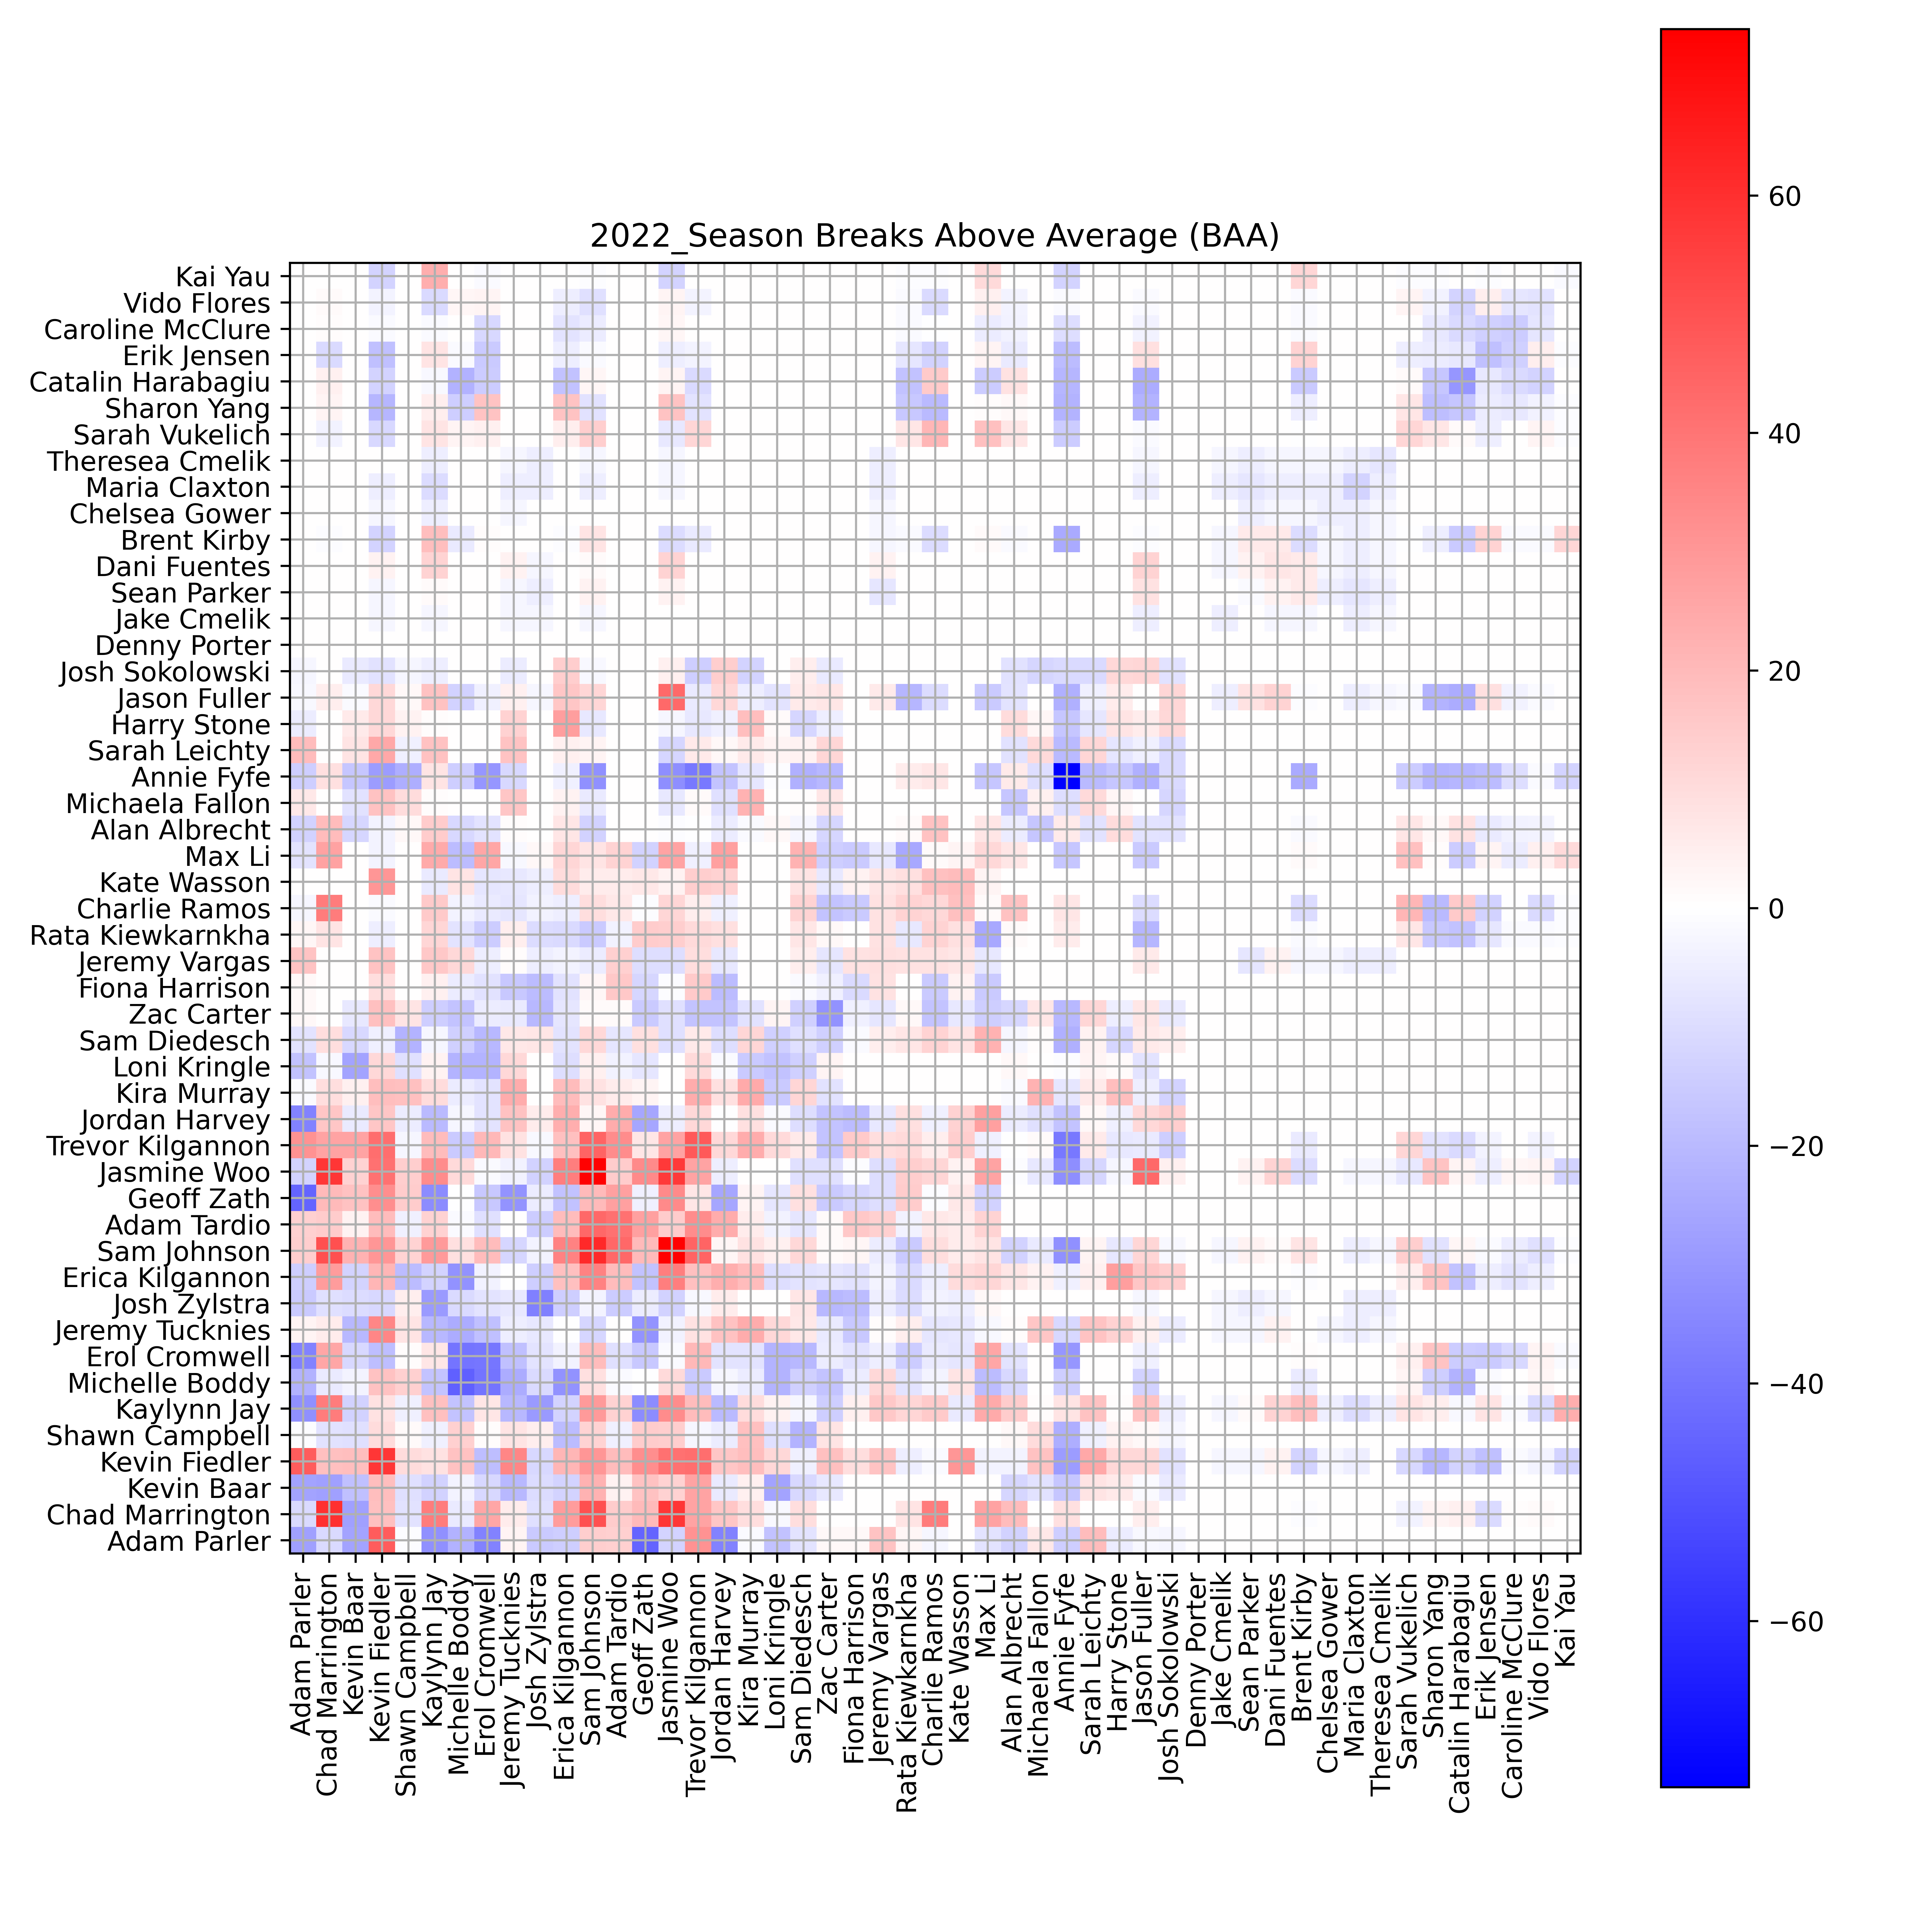 2022_Season Breaks Above Average (BAA)
Kai Yau
Vido Flores
Caroline McClure
Erik Jensen
Catalin Harabagiu
Sharon Yang
Sarah Vukelich
Theresea Cmelik
Maria Claxton
Chelsea Gower
Brent Kirby
Dani Fuentes
Sean Parker
Jake Cmelik
Denny Porter
Josh Sokolowski
Jason Fuller
Harry Stone
Sarah Leichty
Annie Fyfe
Michaela Fallon
Alan Albrecht
Max Li
Kate Wasson
Charlie Ramos
Rata Kiewkarnkha
Jeremy Vargas
Fiona Harrison
Zac Carter
Sam Diedesch
Loni Kringle
Kira Murray
Jordan Harvey
Trevor Kilgannon
Jasmine Woo
Geoff Zath
Adam Tardio
Sam Johnson
Erica Kilgannon
Josh Zylstra
Jeremy Tucknies
Erol Cromwell
Michelle Boddy
Kaylynn Jay
Shawn Campbell
Kevin Fiedler
Kevin Baar
Chad Marrington
Adam Parler
Adam Parler
Chad Marrington
Kevin Baar
Kevin Fiedler
Shawn Campbell
Kaylynn Jay
Michelle Boddy
Erol Cromwell
Jeremy Tucknies
Josh Zylstra
Erica Kilgannon
Sam Johnson
Adam Tardio
Geoff Zath
Jasmine Woo
Trevor Kilgannon
Jordan Harvey
Kira Murray
Loni Kringle
Sam Diedesch
Zac Carter
Fiona Harrison
Jeremy Vargas
Rata Kiewkarnkha
Charlie Ramos
Kate Wasson
Max Li
Alan Albrecht
Michaela Fallon
Annie Fyfe
Sarah Leichty
Harry Stone
Jason Fuller
Josh Sokolowski
Denny Porter
Jake Cmelik
Sean Parker
Dani Fuentes
Brent Kirby
Chelsea Gower
Maria Claxton
Theresea Cmelik
Sarah Vukelich
Sharon Yang
Catalin Harabagiu
Erik Jensen
Caroline McClure
Vido Flores
Kai Yau
60
40
20
0
−20
−40
−60